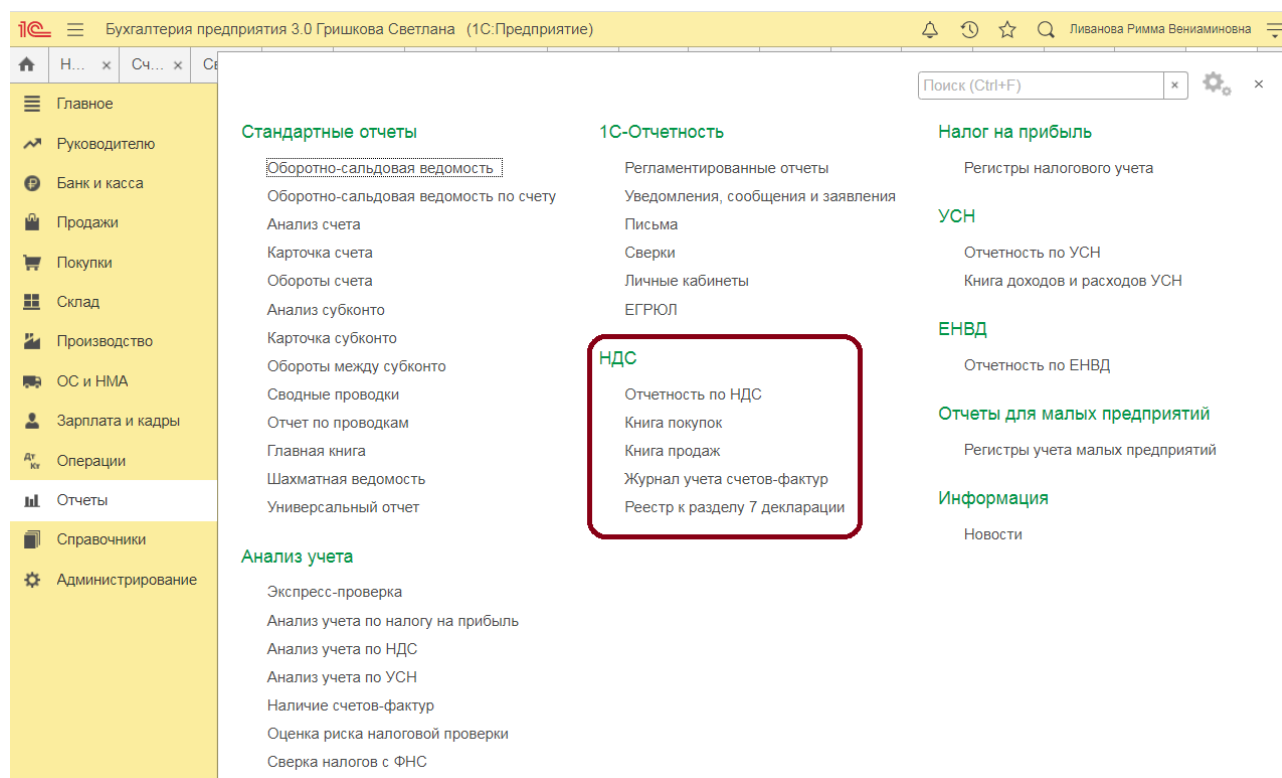 1С Бухгалтерия предприятия 3.0 Гришкова Светлана (1С:Предприятие) Ливанова Римма Вениаминовна
Н... × Сч... ×
Поиск (Ctrl+F) × ×
Главное
Руководителю
Банк и касса
Продажи
Покупки
Склад
Производство
ОС и НМА
Зарплата и кадры
Операции
Отчеты
Справочники
Администрирование
Стандартные отчеты
Оборотно-сальдовая ведомость
Оборотно-сальдовая ведомость по счету
Анализ счета
Карточка счета
Обороты счета
Анализ субконто
Карточка субконто
Обороты между субконто
Сводные проводки
Отчет по проводкам
Главная книга
Шахматная ведомость
Универсальный отчет
Анализ учета
Экспресс-проверка
Анализ учета по налогу на прибыль
Анализ учета по НДС
Анализ учета по УСН
Наличие счетов-фактур
Оценка риска налоговой проверки
Сверка налогов с ФНС
1С-Отчетность
Регламентированные отчеты
Уведомления, сообщения и заявления
Письма
Сверки
Личные кабинеты
ЕГРЮЛ
НДС
Отчетность по НДС
Книга покупок
Книга продаж
Журнал учета счетов-фактур
Реестр к разделу 7 декларации
Налог на прибыль
Регистры налогового учета
УСН
Отчетность по УСН
Книга доходов и расходов УСН
ЕНВД
Отчетность по ЕНВД
Отчеты для малых предприятий
Регистры учета малых предприятий
Информация
Новости